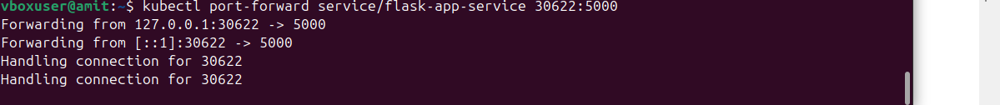 vboxuser@amit:~$ kubectl port-forward service/flask-app-service 30622:5000
Forwarding from 127.0.0.1:30622 -> 5000
Forwarding from [::1]:30622 -> 5000
Handling connection for 30622
Handling connection for 30622